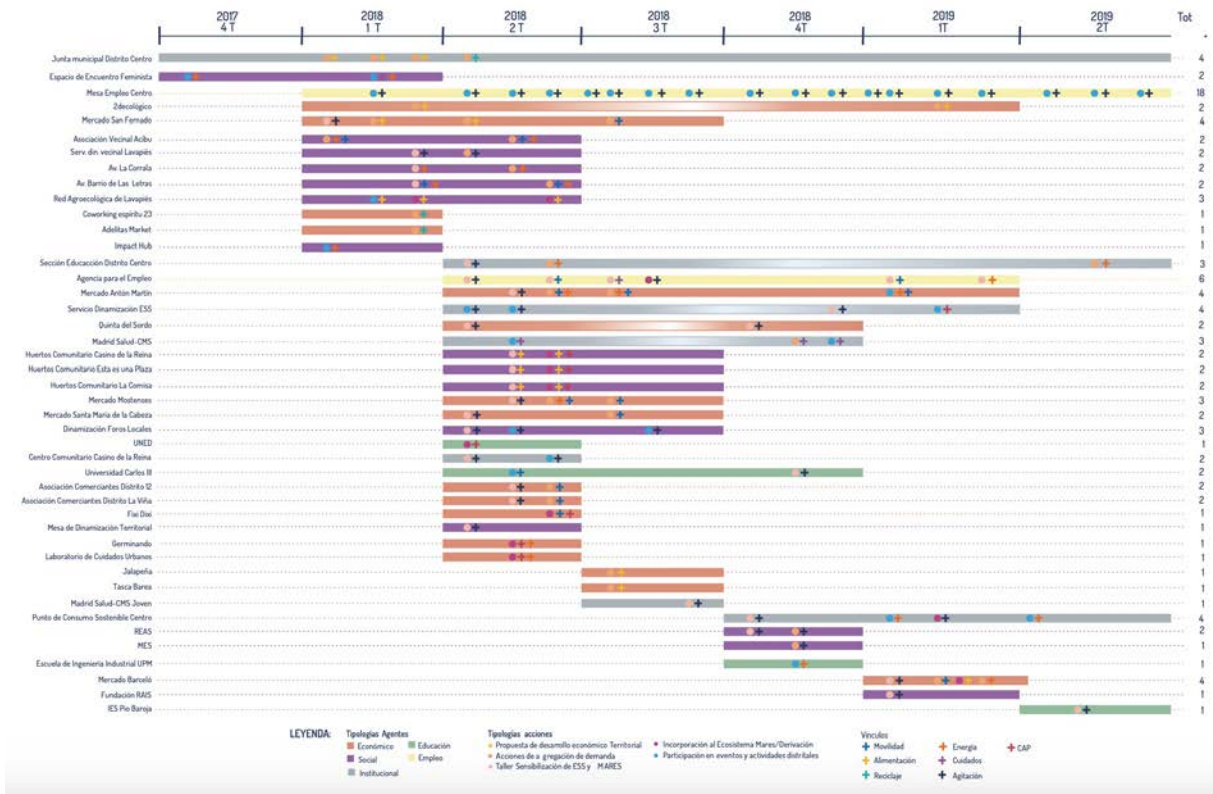 2017 2018 2018 2018 2018 2019 2019 Tot
4 T 1 T 2 T 3 T 4T 1T 2T
Junta municipal Distrito Centro 4
Espacio de Encuentro Feminista 2
Mesa Empleo Centro 18
2decológico 2
Mercado San Fernado 4
Asociación Vecinal Acibu 2
Serv. din. vecinal Lavapiés 2
Av. La Corrala 2
Av. Barrio de Las Letras 2
Red Agroecológica de Lavapiés 3
Coworking espíritu 23 1
Adelitas Market 1
Impact Hub 1
Sección Educacción Distrito Centro 3
Agencia para el Empleo 6
Mercado Antón Martín 4
Servicio Dinamización ESS 4
Quinta del Sordo 2
Madrid Salud-CMS 3
Huertos Comunitario Casino de la Reina 2
Huertos Comunitario Esta es una Plaza 2
Huertos Comunitario La Cornisa 2
Mercado Mostenses 3
Mercado Santa María de la Cabeza 2
Dinamización Foros Locales 3
UNED 1
Centro Comunitario Casino de la Reina 2
Universidad Carlos III 2
Asociación Comerciantes Distrito 12 2
Asociación Comerciantes Distrito La Viña 2
Fixi Dixi 1
Mesa de Dinamización Territorial 1
Germinando 1
Laboratorio de Cuidados Urbanos 1
Jalapeña 1
Tasca Barea 1
Madrid Salud-CMS Joven 1
Punto de Consumo Sostenible Centro 4
REAS 2
MES 1
Escuela de Ingeniería Industrial UPM 1
Mercado Barceló 4
Fundación RAIS 1
IES Pío Baroja 1
LEYENDA: Tipologías Agentes Tipologías acciones Vínculos
Económico Educación Propuesta de desarollo económico Territorial Incorporación al Ecosistema Mares/Derivación Movilidad Energía CAP
Social Empleo Acciones de a gregación de demanda Participación en eventos y actividades distritales Alimentación Cuidados
Institucional Taller Sensibilización de ESS y MARES Reciclaje Agitación